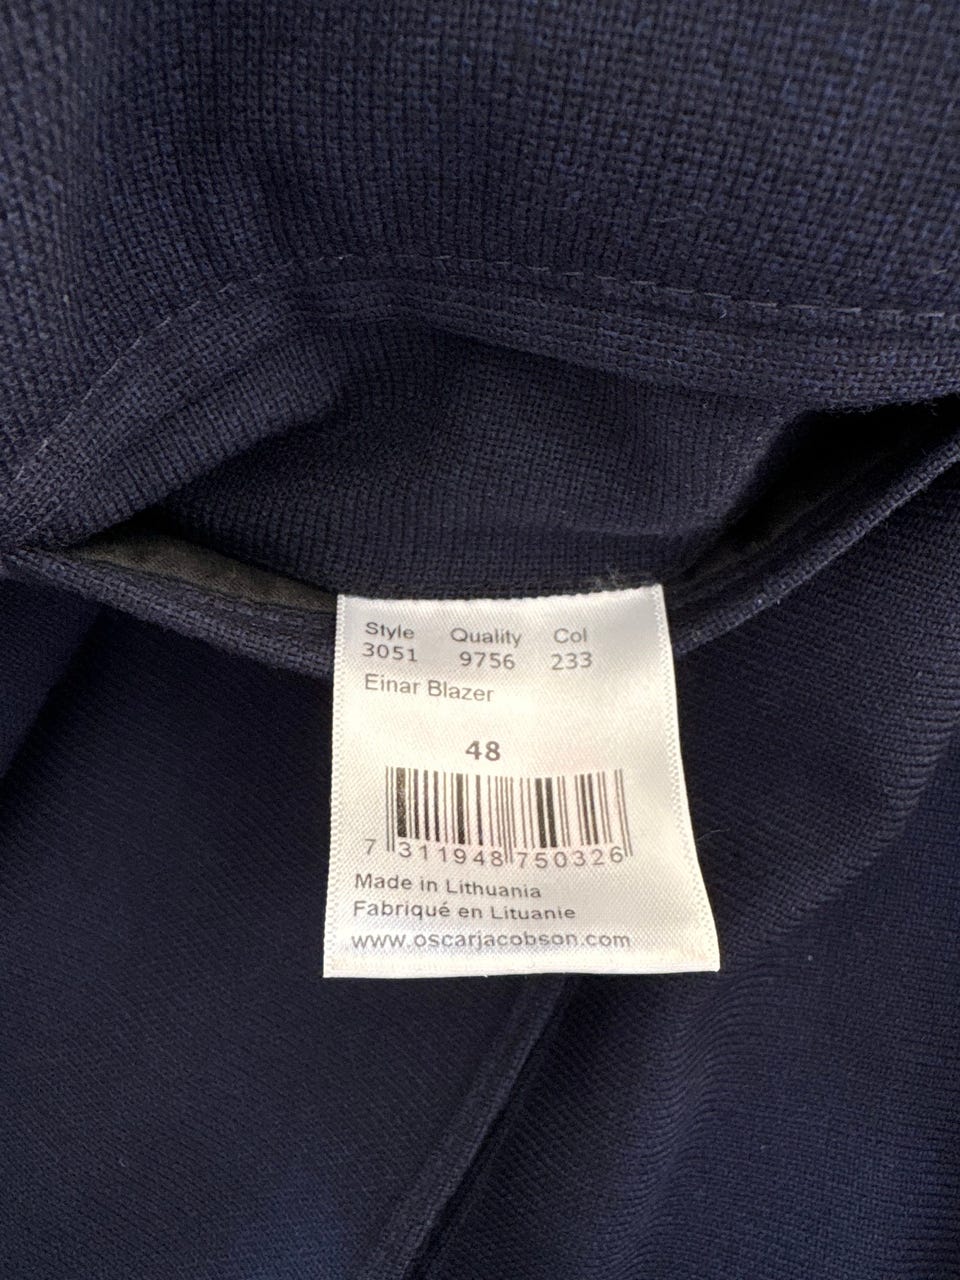 Style Quality Col
3051 9756 233
Einar Blazer
48
7 311948 750326
Made in Lithuania
Fabriqué en Lituanie
www.oscarjacobson.com